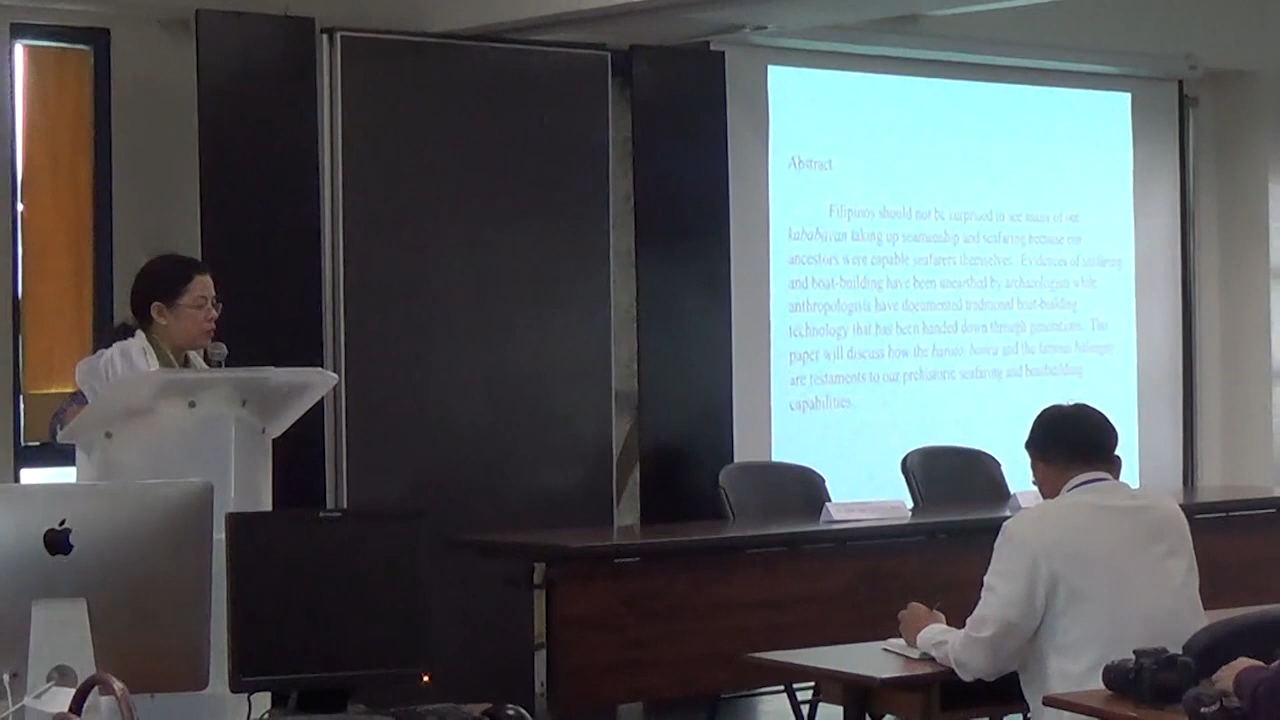 Abstract
Filipinos should not be surprised to see many of our
kababayan taking up seamanship and seafaring because our
ancestors were capable seafarers themselves. Evidences of seafaring
and boat-building have been unearthed by archaeologists while
anthropologists have documented traditional boat-building
technology that has been handed down through generations. This
paper will discuss how the baroto, banca and the famous balangay
are testaments to our prehistoric seafaring and boatbuilding
capabilities.